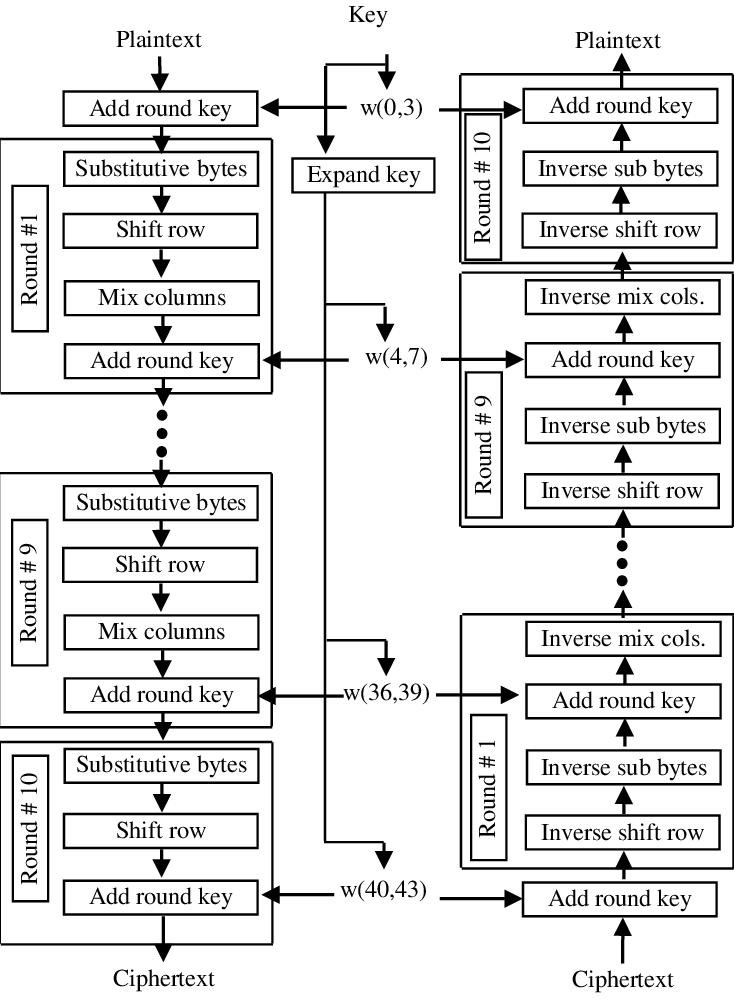 Key
Plaintext
Add round key
Round #1
Substitutive bytes
Shift row
Mix columns
Add round key
Round # 9
Substitutive bytes
Shift row
Mix columns
Add round key
Round # 10
Substitutive bytes
Shift row
Add round key
Ciphertext
w(0,3)
Expand key
w(4,7)
w(36,39)
w(40,43)
Plaintext
Round # 10
Add round key
Inverse sub bytes
Inverse shift row
Round # 9
Inverse mix cols.
Add round key
Inverse sub bytes
Inverse shift row
Round # 1
Inverse mix cols.
Add round key
Inverse sub bytes
Inverse shift row
Add round key
Ciphertext